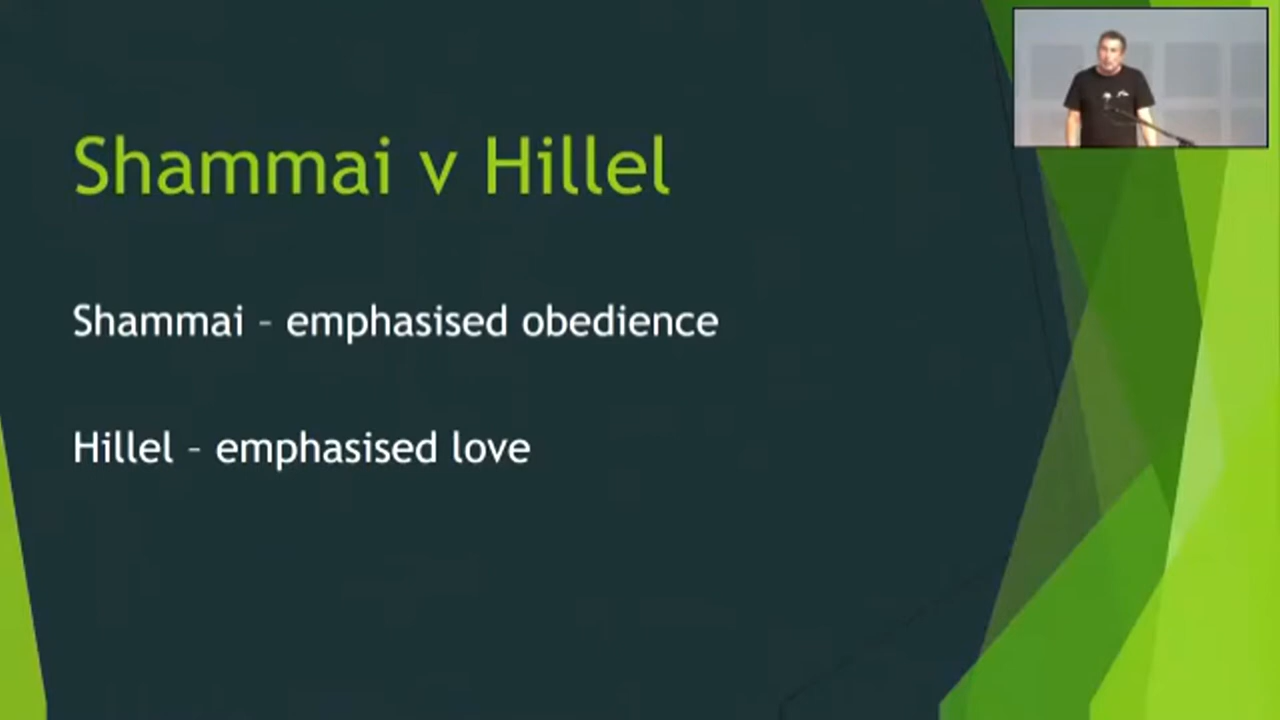 Shammai v Hillel
Shammai – emphasised obedience
Hillel – emphasised love